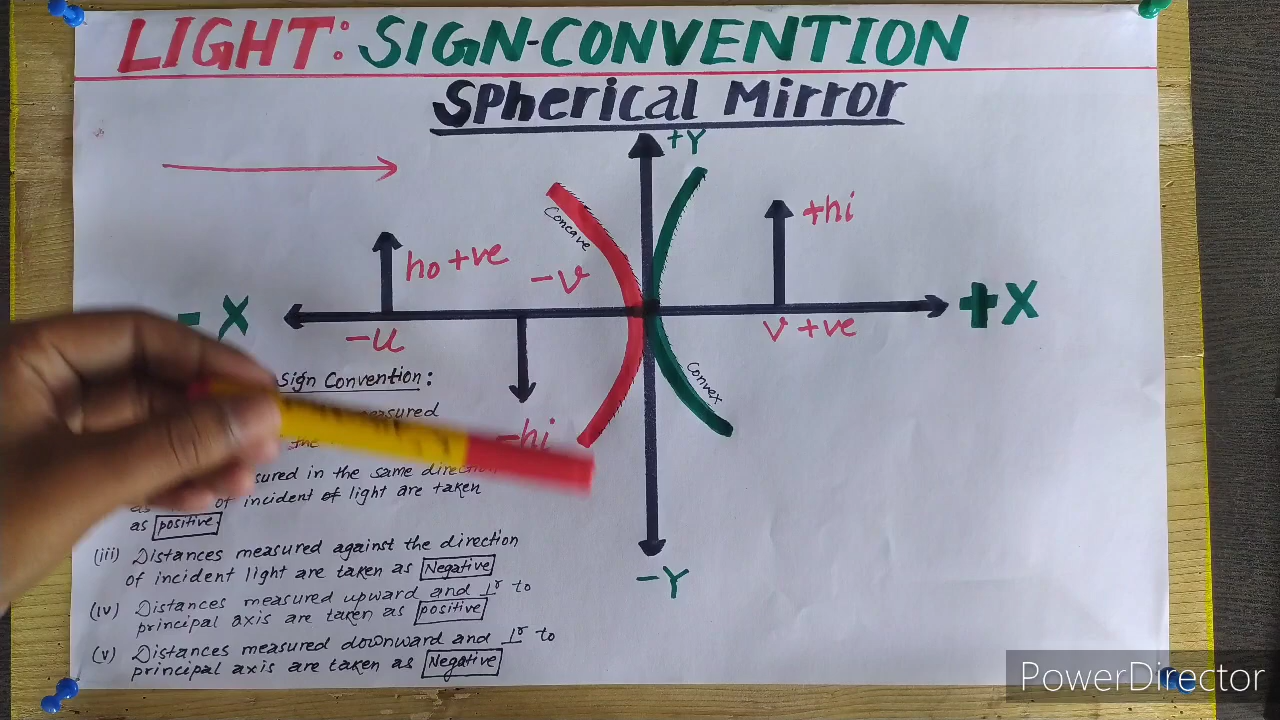 LIGHT: SIGN-CONVENTION
Spherical Mirror
+Y
+hi
Concave
ho +ve
-v
- X
+X
-u
v +ve
Convex
Sign Convention:
measured
the
-hi
sured in the same direction
as of incident of light are taken
as positive
(iii) Distances measured against the direction
of incident light are taken as Negative
-Y
(iv) Distances measured upward and ⊥r to
principal axis are taken as positive
(v) Distances measured downward and ⊥r to
principal axis are taken as Negative
PowerDirector